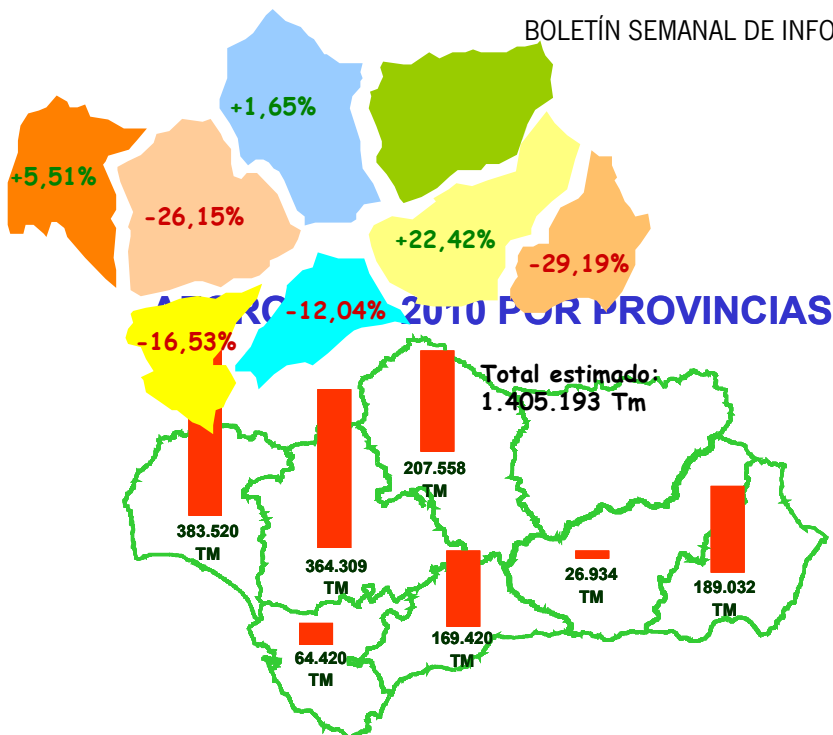 BOLETÍN SEMANAL DE INFO
+1,65%
+5,51%
-26,15%
+22,42%
-29,19%
2010 POR PROVINCIAS
-12,04%
-16,53%
Total estimado:
1.405.193 Tm
207.558
TM
383.520
TM
364.309
TM
26.934
TM
189.032
TM
169.420
TM
64.420
TM